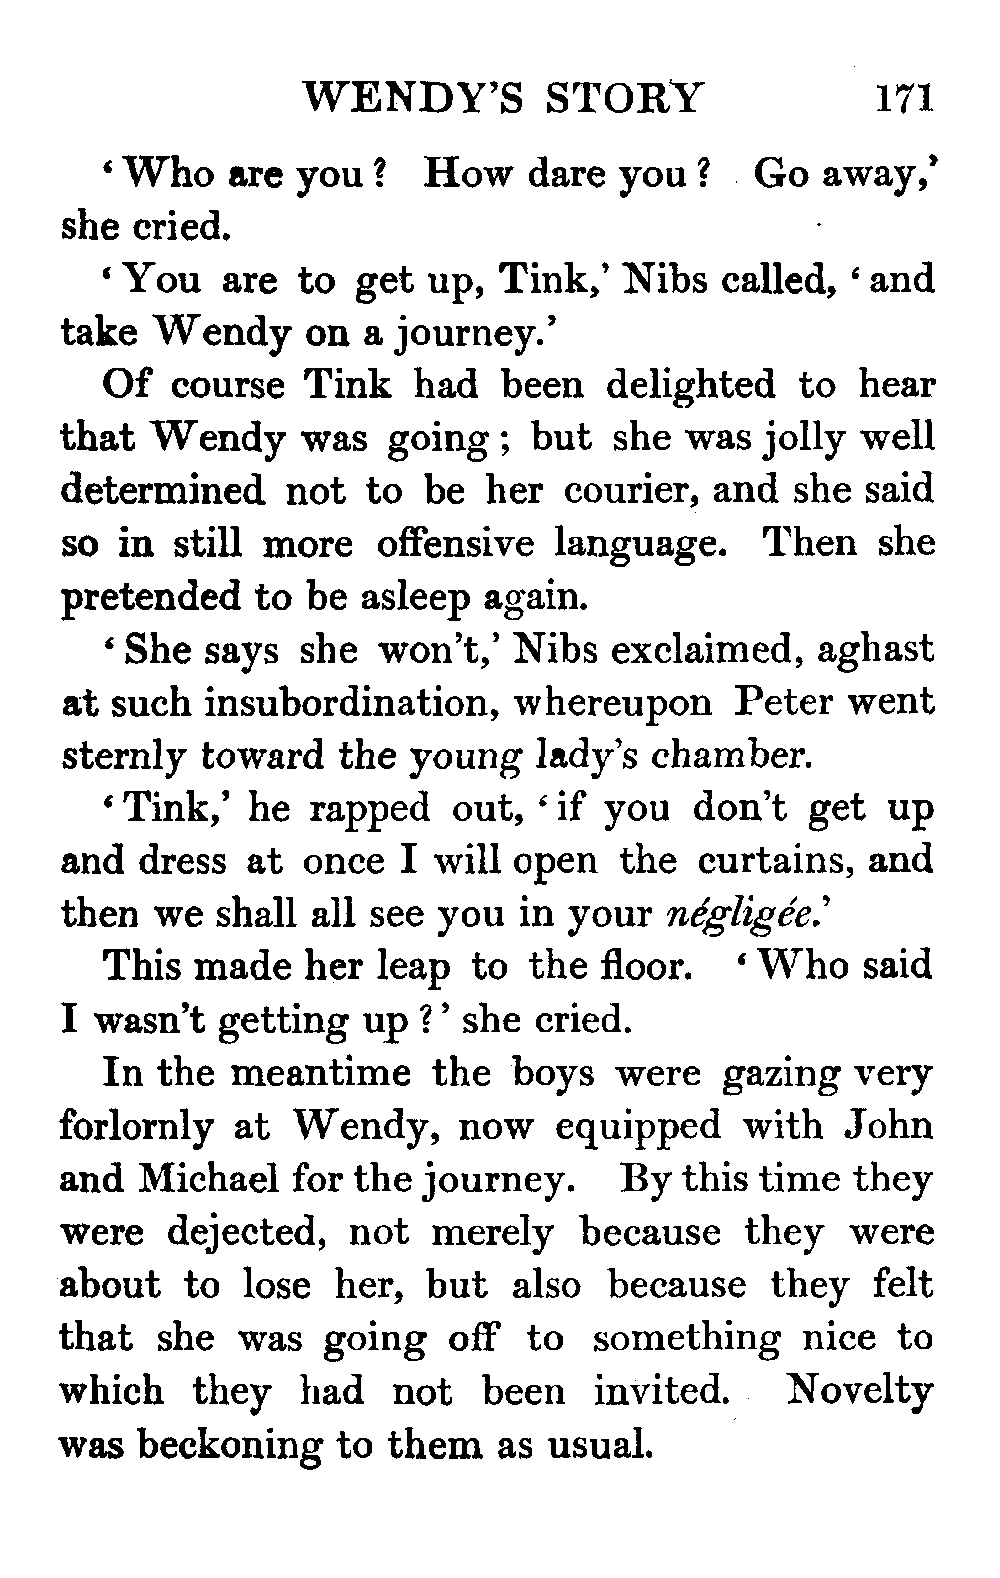 WENDY'S STORY 171
‘Who are you? How dare you? Go away,’
she cried.
‘You are to get up, Tink,’ Nibs called, ‘and
take Wendy on a journey.’
Of course Tink had been delighted to hear
that Wendy was going; but she was jolly well
determined not to be her courier, and she said
so in still more offensive language. Then she
pretended to be asleep again.
‘She says she won't,’ Nibs exclaimed, aghast
at such insubordination, whereupon Peter went
sternly toward the young lady's chamber.
‘Tink,’ he rapped out, ‘if you don't get up
and dress at once I will open the curtains, and
then we shall all see you in your négligée.’
This made her leap to the floor. ‘Who said
I wasn't getting up?’ she cried.
In the meantime the boys were gazing very
forlornly at Wendy, now equipped with John
and Michael for the journey. By this time they
were dejected, not merely because they were
about to lose her, but also because they felt
that she was going off to something nice to
which they had not been invited. Novelty
was beckoning to them as usual.